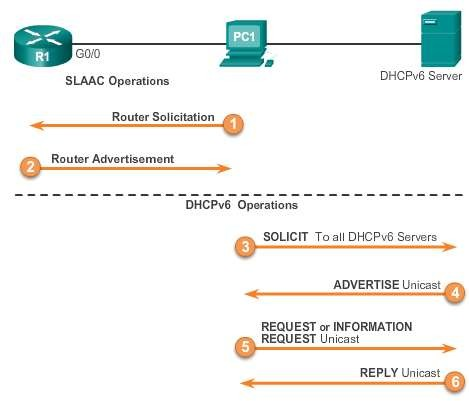 R1
G0/0
PC1
DHCPv6 Server
SLAAC Operations
Router Solicitation
1
2
Router Advertisement
DHCPv6 Operations
3
SOLICIT To all DHCPv6 Servers
ADVERTISE Unicast
4
REQUEST or INFORMATION
5
REQUEST Unicast
REPLY Unicast
6